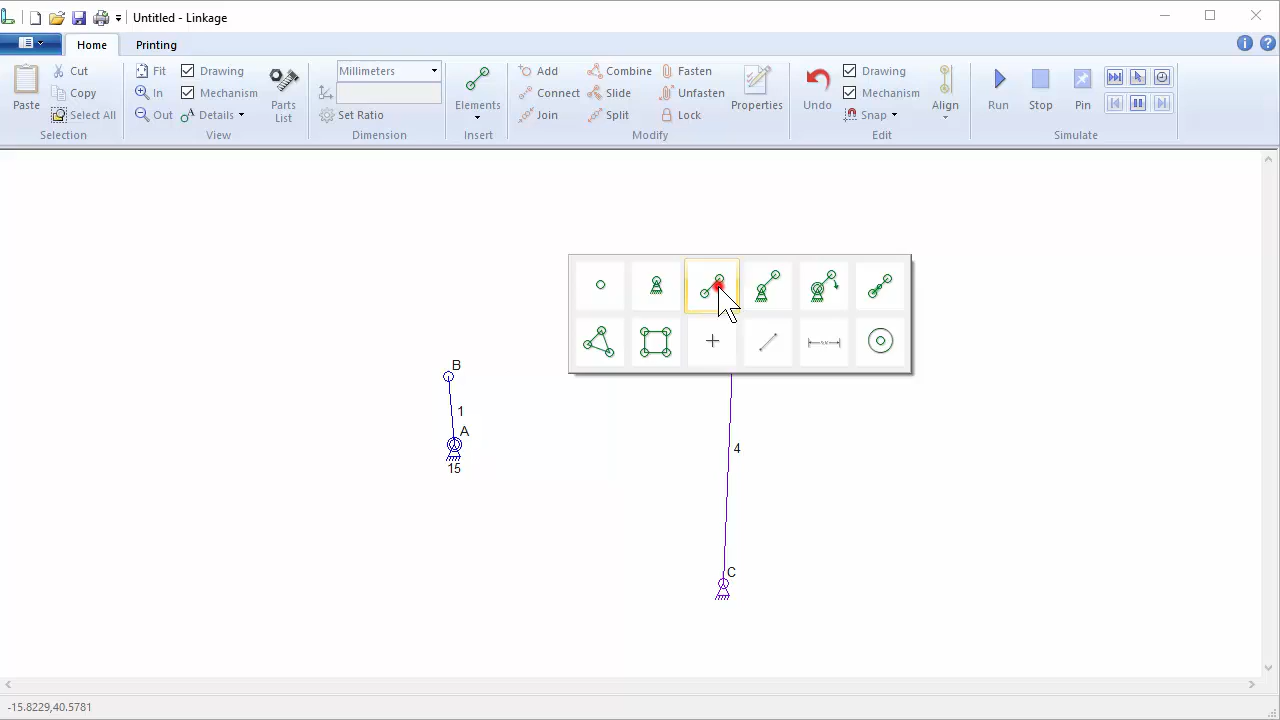 Untitled - Linkage
Home Printing
Paste Cut Copy Select All Selection
Fit In Out Drawing Mechanism Details Parts List View
Millimeters Set Ratio Dimension
Elements Insert
Add Connect Join Combine Slide Split Fasten Unfasten Lock Properties Modify
Undo Drawing Mechanism Snap Align Edit
Run Stop Pin Simulate
B
1
A
15
4
C
-15.8229,40.5781